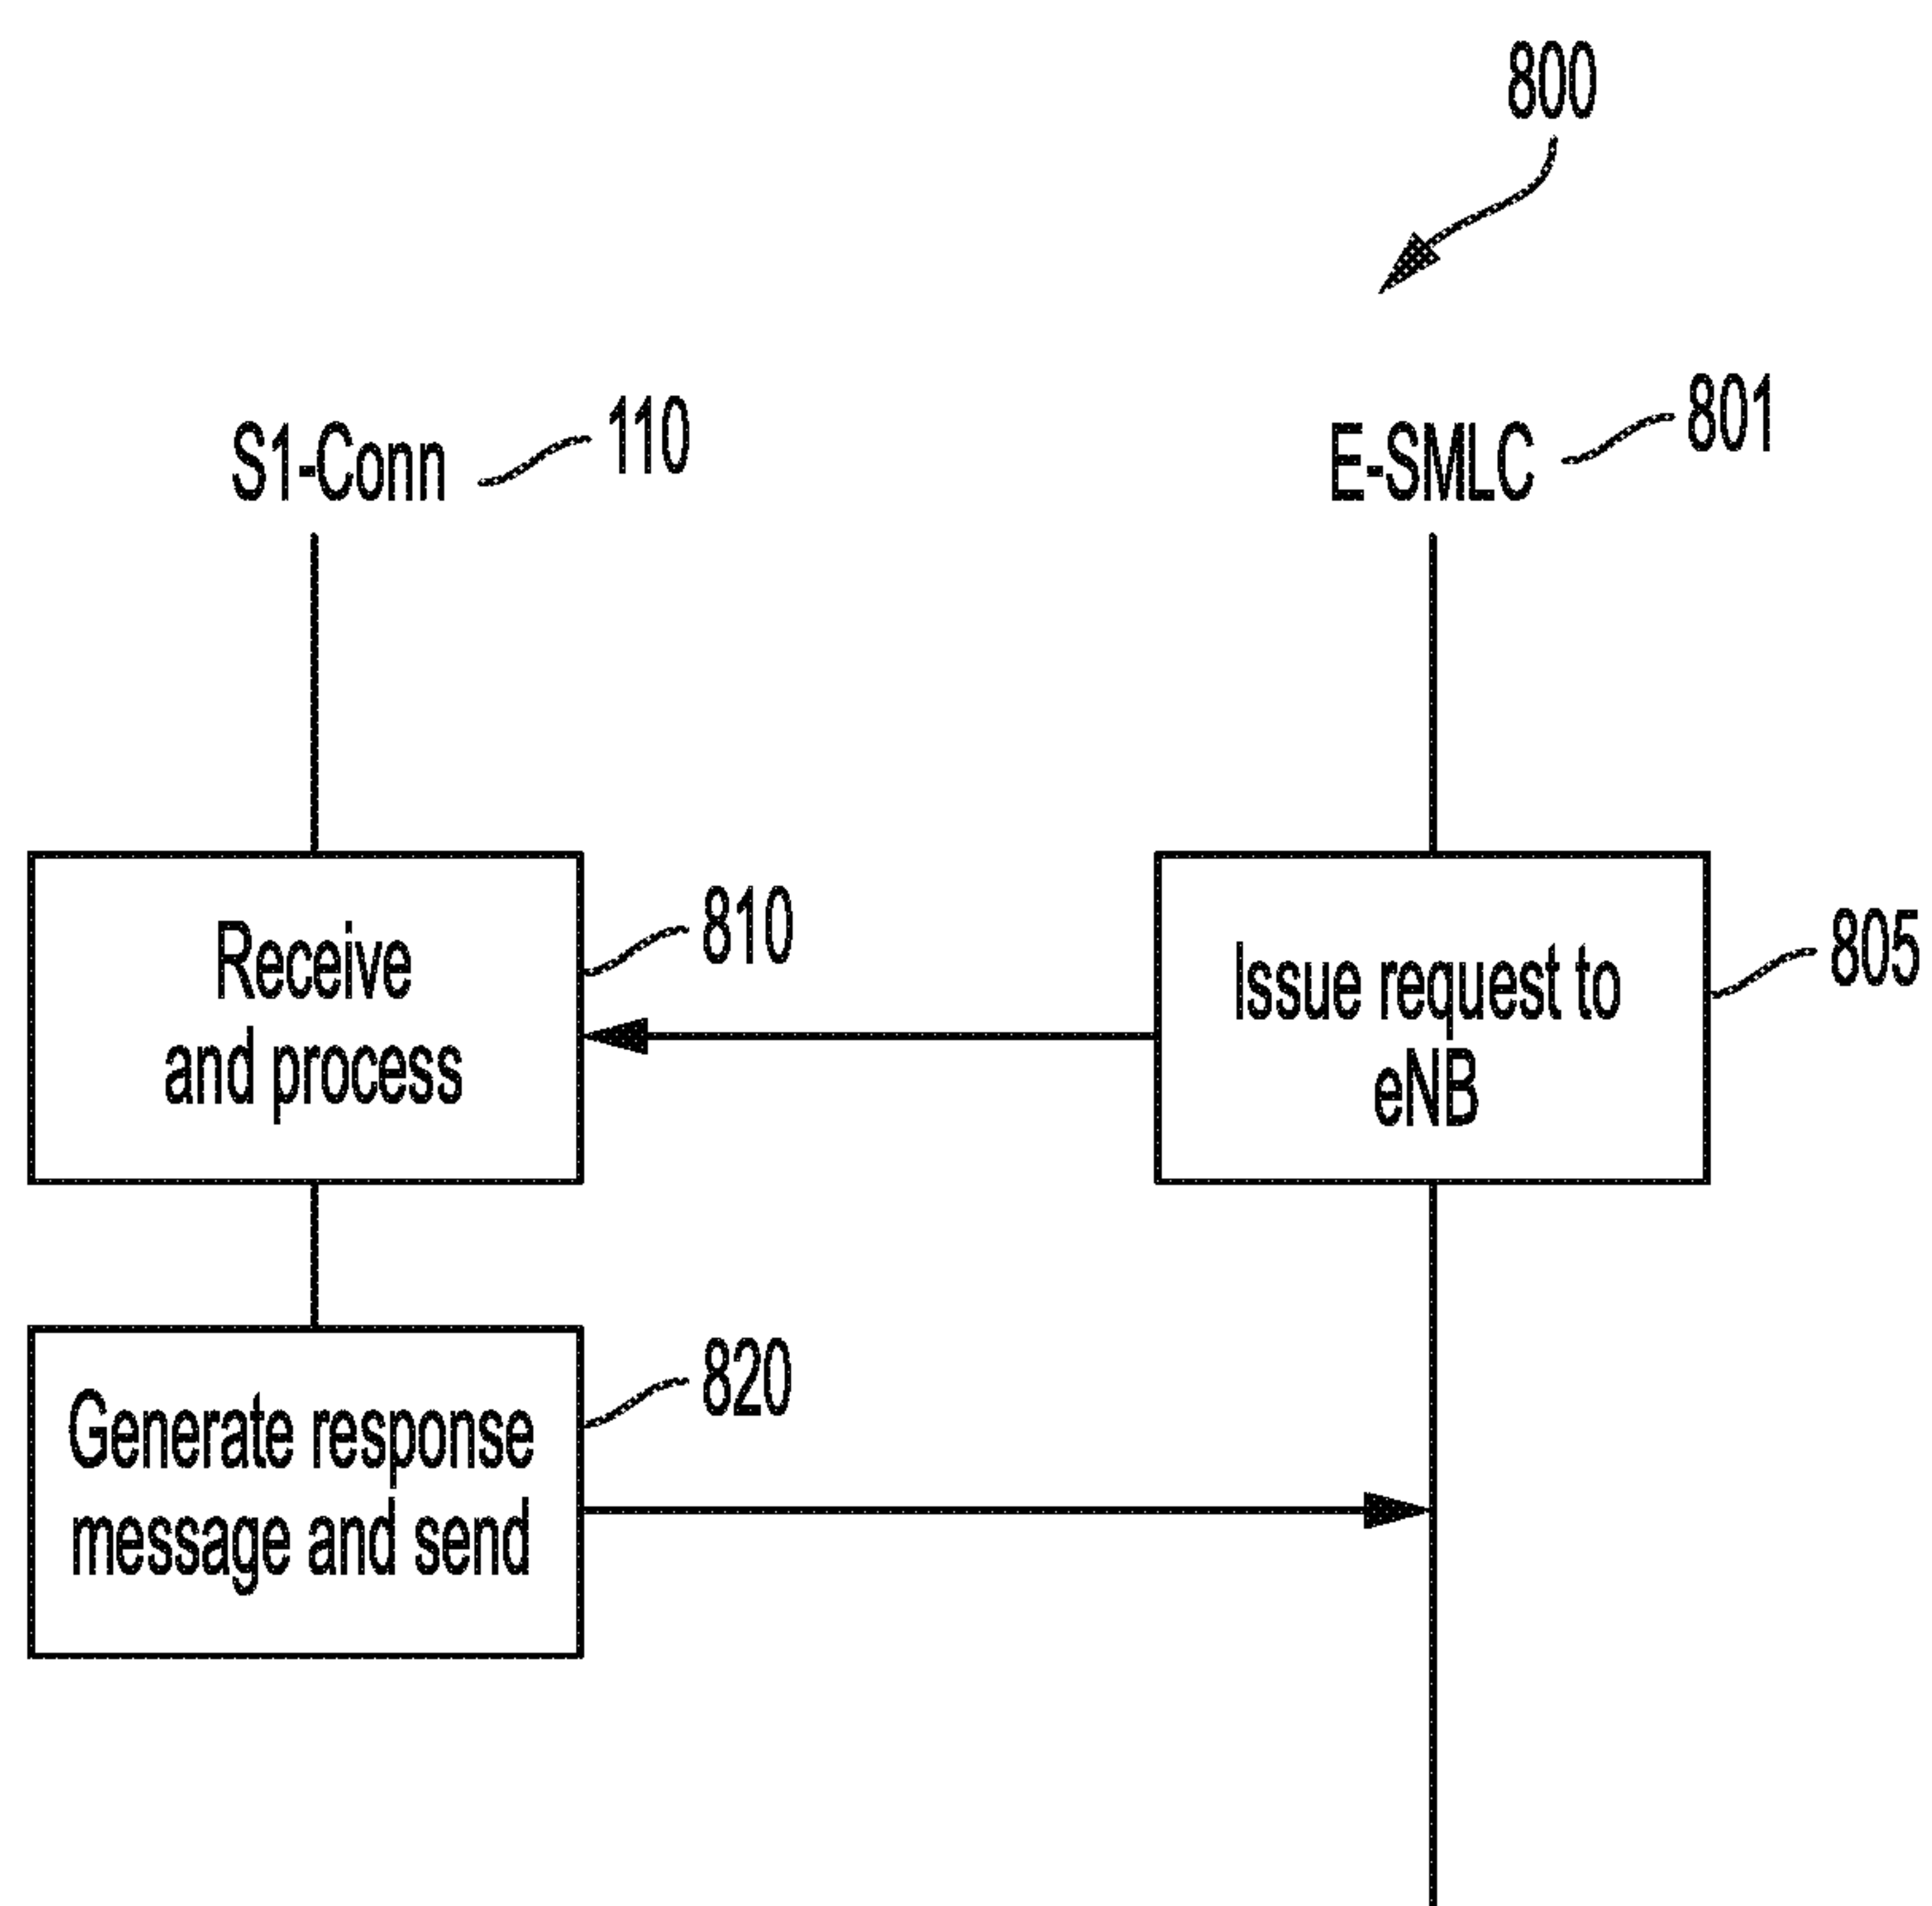 800
S1-Conn 110
E-SMLC 801
Receive
and process
810
Issue request to
eNB
805
Generate response
message and send
820